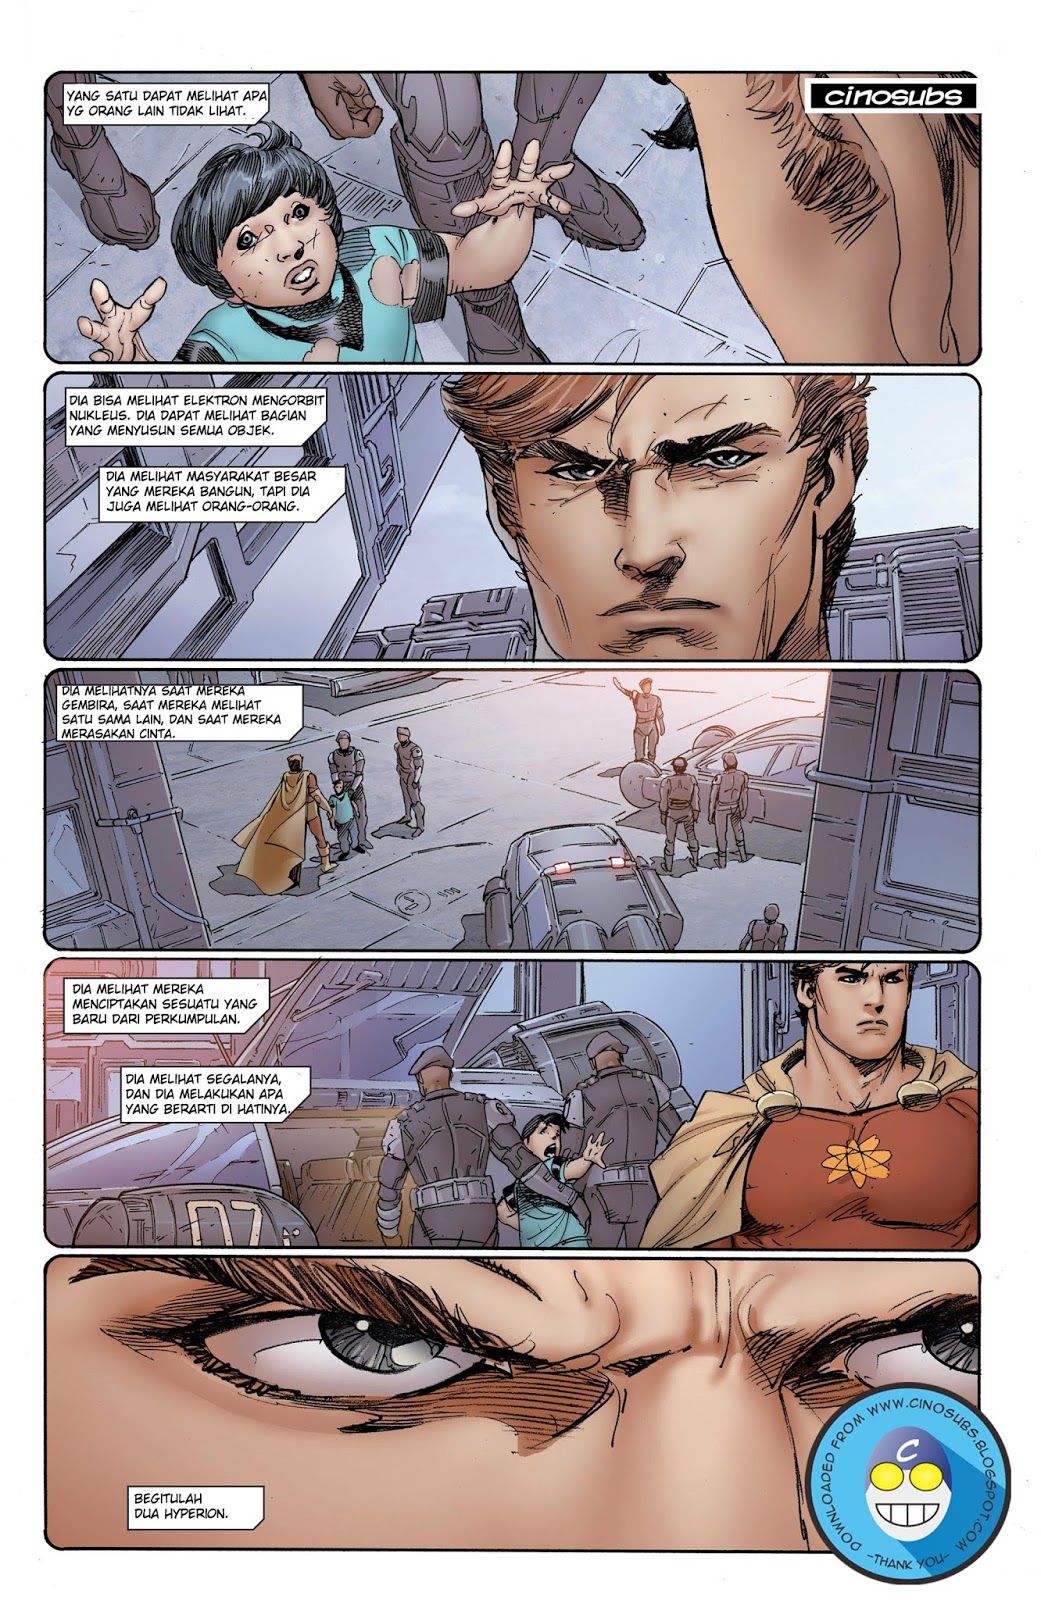 YANG SATU DAPAT MELIHAT APA
YG ORANG LAIN TIDAK LIHAT.
cinosubs
DIA BISA MELIHAT ELEKTRON MENGORBIT
NUKLEUS. DIA DAPAT MELIHAT BAGIAN
YANG MENYUSUN SEMUA OBJEK.
DIA MELIHAT MASYARAKAT BESAR
YANG MEREKA BANGUN, TAPI DIA
JUGA MELIHAT ORANG-ORANG.
DIA MELIHATNYA SAAT MEREKA
GEMBIRA, SAAT MEREKA MELIHAT
SATU SAMA LAIN, DAN SAAT MEREKA
MERASAKAN CINTA.
DIA MELIHAT MEREKA
MENCIPTAKAN SESUATU YANG
BARU DARI PERKUMPULAN.
DIA MELIHAT SEGALANYA,
DAN DIA MELAKUKAN APA
YANG BERARTI DI HATINYA.
07
BEGITULAH
DUA HYPERION.
DOWNLOADED FROM WWW.CINOSUBS.BLOGSPOT.COM
C
-THANK YOU-